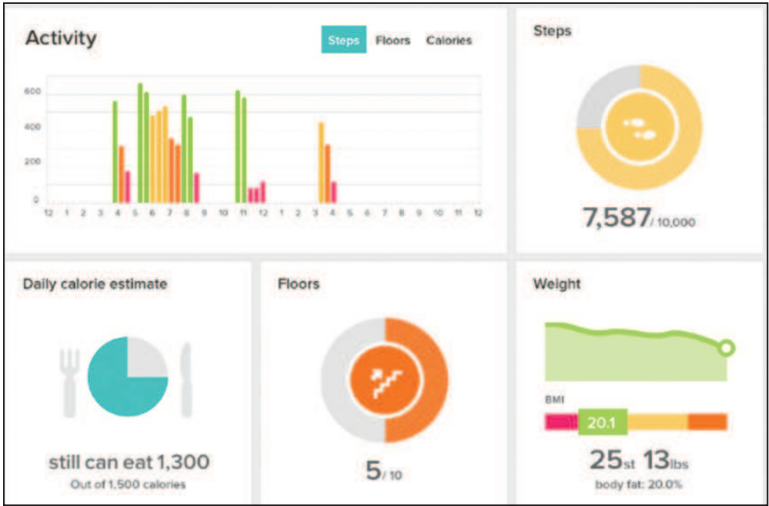 Activity
Steps Floors Calories
600
400
200
0
12 1 2 3 4 5 6 7 8 9 10 11 12 1 2 3 4 5 6 7 8 9 10 11 12
Steps
7,587/ 10,000
Daily calorie estimate
still can eat 1,300
Out of 1,500 calories
Floors
5/ 10
Weight
BMI
20.1
25st 13lbs
body fat: 20.0%